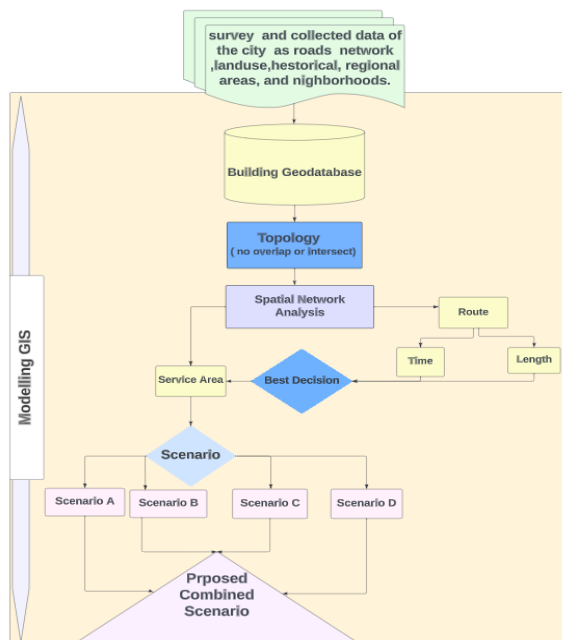 survey and collected data of
the city as roads network
,landuse,hestorical, regional
areas, and nighborhoods.
Building Geodatabase
Topology
( no overlap or intersect)
Spatial Network
Analysis
Route
Time
Length
Best Decision
Service Area
Modelling GIS
Scenario
Scenario A
Scenario B
Scenario C
Scenario D
Prposed
Combined
Scenario